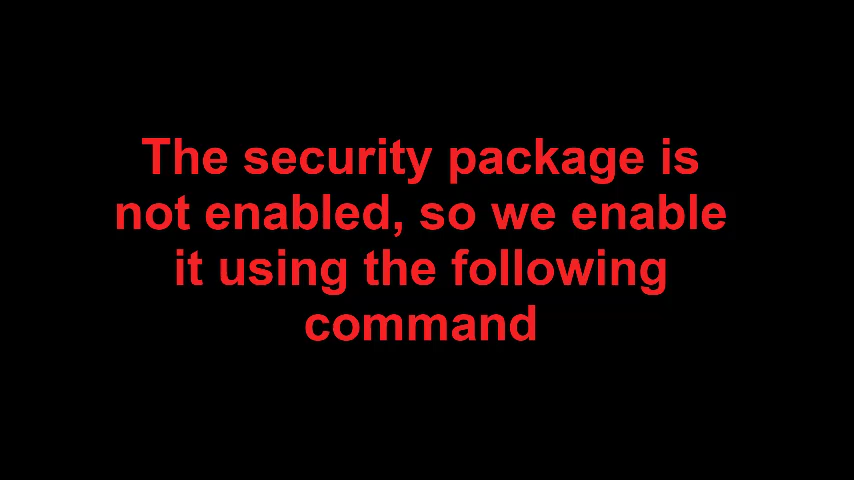 The security package is
not enabled, so we enable
it using the following
command